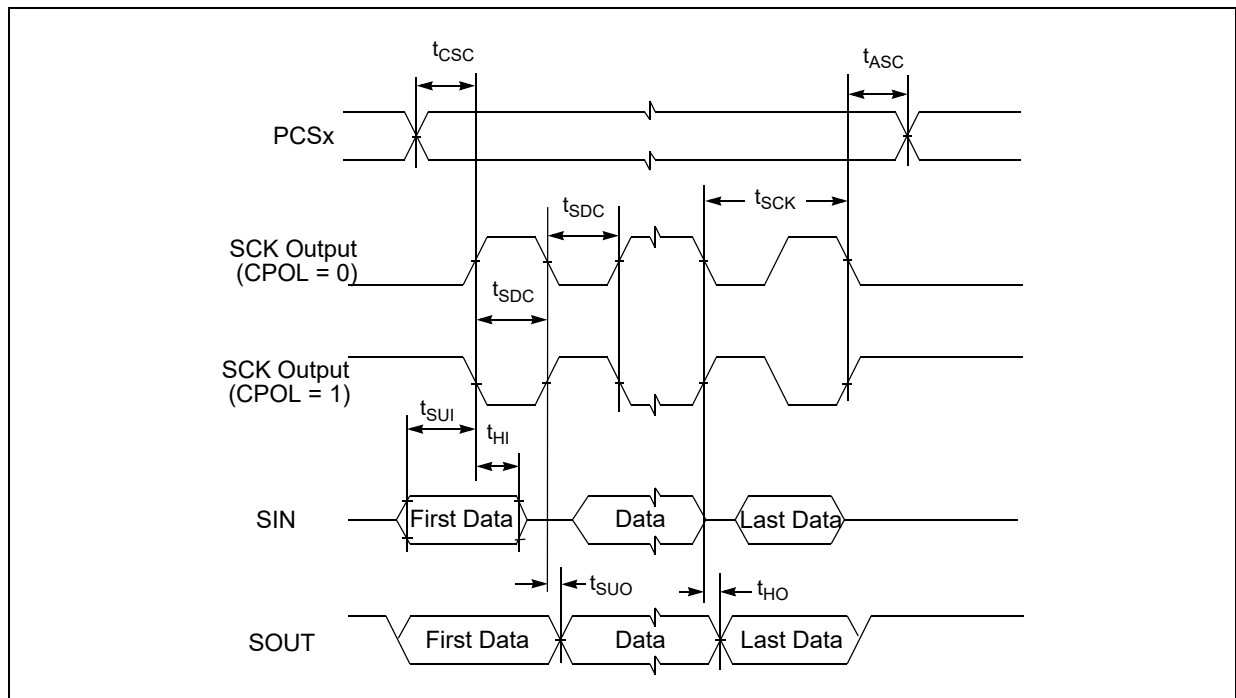 tCSC
tASC
PCSx
tSCK
tSDC
SCK Output
(CPOL = 0)
tSDC
SCK Output
(CPOL = 1)
tSUI
tHI
SIN
First Data
Data
Last Data
tSUO
tHO
SOUT
First Data
Data
Last Data